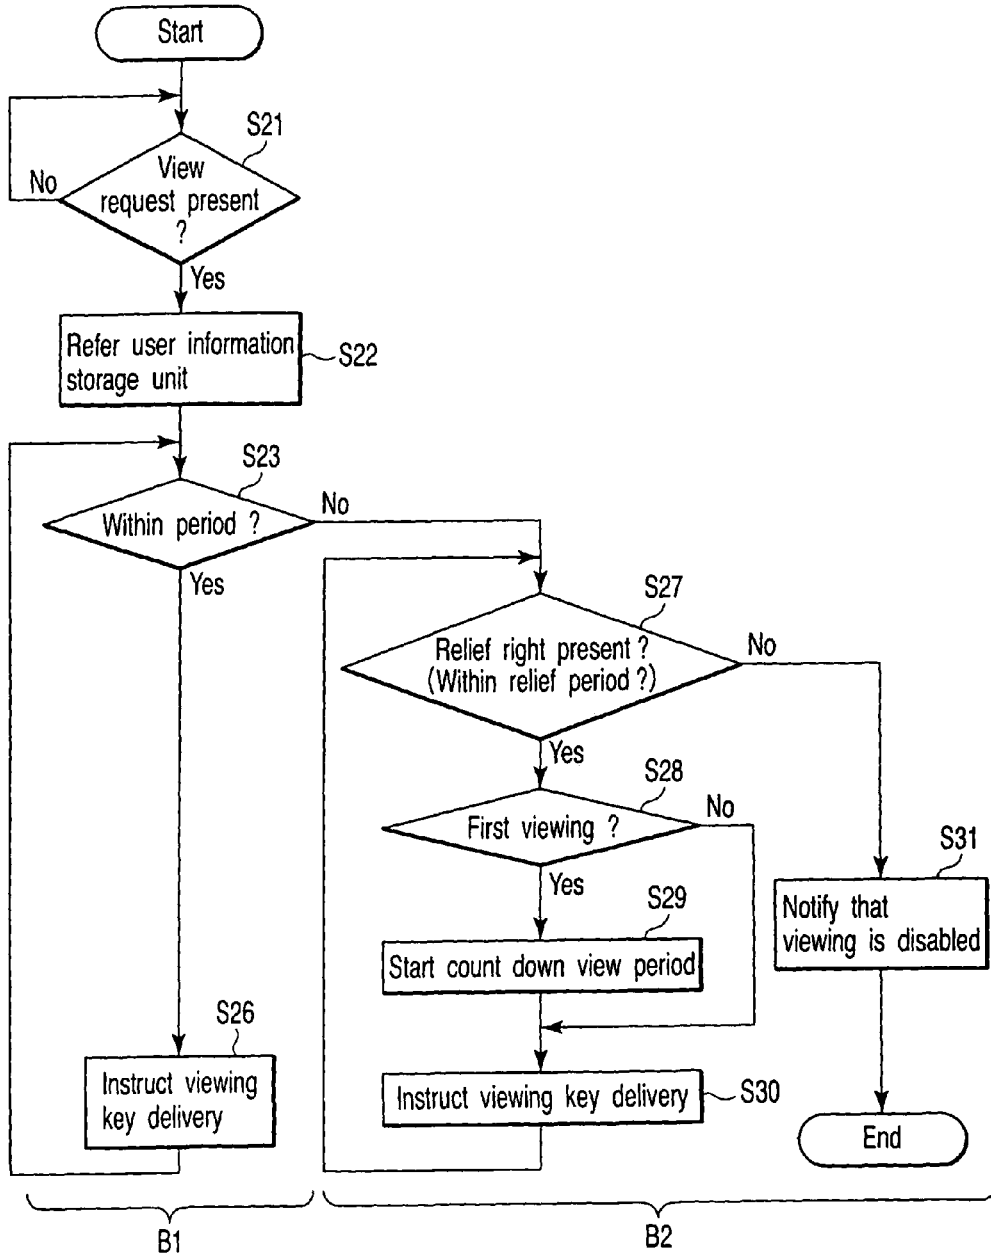 Start
S21
View
request present
?
No
Yes
Refer user information
storage unit
S22
S23
Within period ?
No
Yes
S27
Relief right present ?
(Within relief period ?)
No
Yes
S28
First viewing ?
No
Yes
S29
Start count down view period
S31
Notify that
viewing is disabled
S26
Instruct viewing
key delivery
Instruct viewing key delivery
S30
End
B1
B2